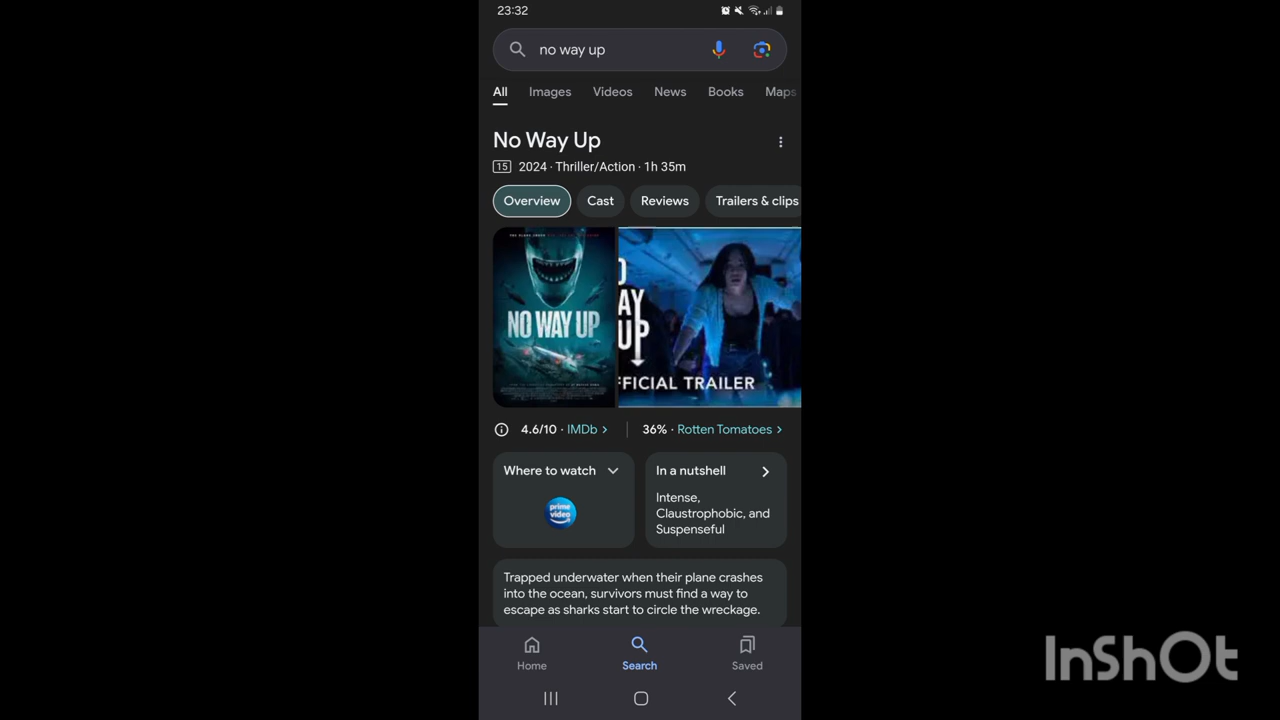 23:32
no way up
All Images Videos News Books Maps
No Way Up
15 2024 · Thriller/Action · 1h 35m
Overview Cast Reviews Trailers & clips
NO WAY UP
AY
UP
FFICIAL TRAILER
4.6/10 · IMDb > 36% · Rotten Tomatoes >
Where to watch
prime
video
In a nutshell
Intense,
Claustrophobic, and
Suspenseful
Trapped underwater when their plane crashes
into the ocean, survivors must find a way to
escape as sharks start to circle the wreckage.
Home Search Saved
InShOt